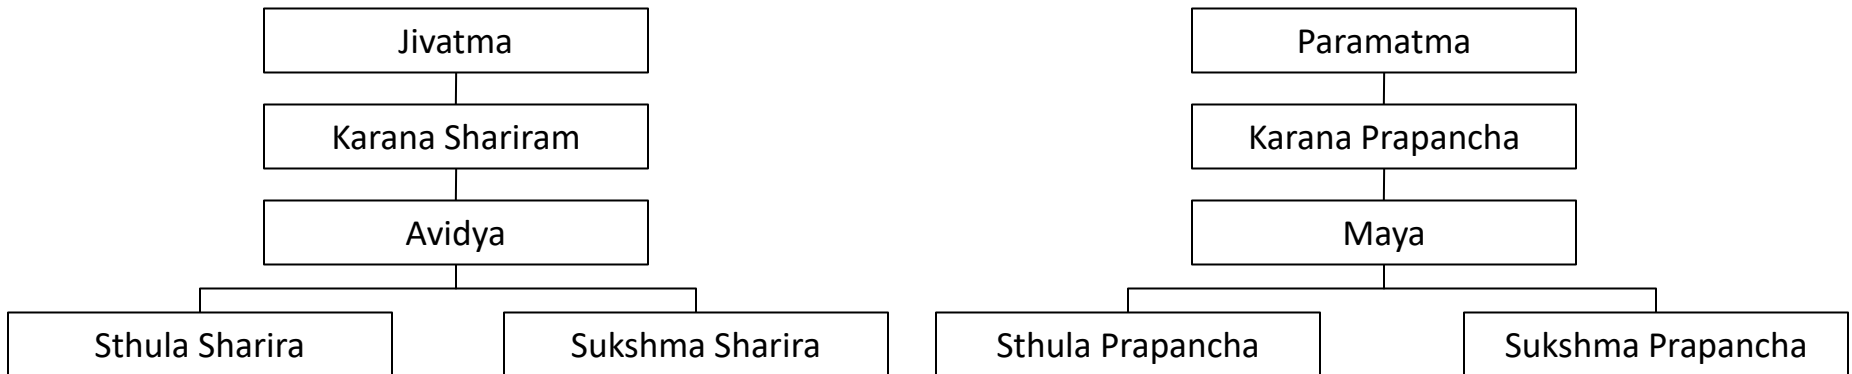 Jivatma
Karana Shariram
Avidya
Sthula Sharira
Sukshma Sharira
Paramatma
Karana Prapancha
Maya
Sthula Prapancha
Sukshma Prapancha